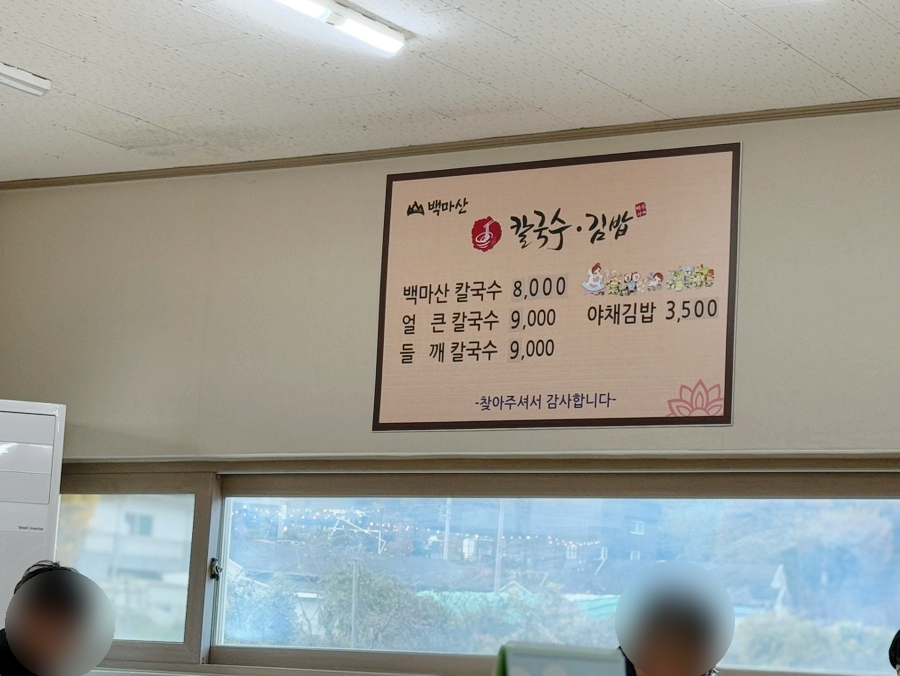 백마산
칼국수·김밥
백마산 칼국수 8,000
얼 큰 칼국수 9,000
들 깨 칼국수 9,000
야채김밥 3,500
-찾아주셔서 감사합니다-